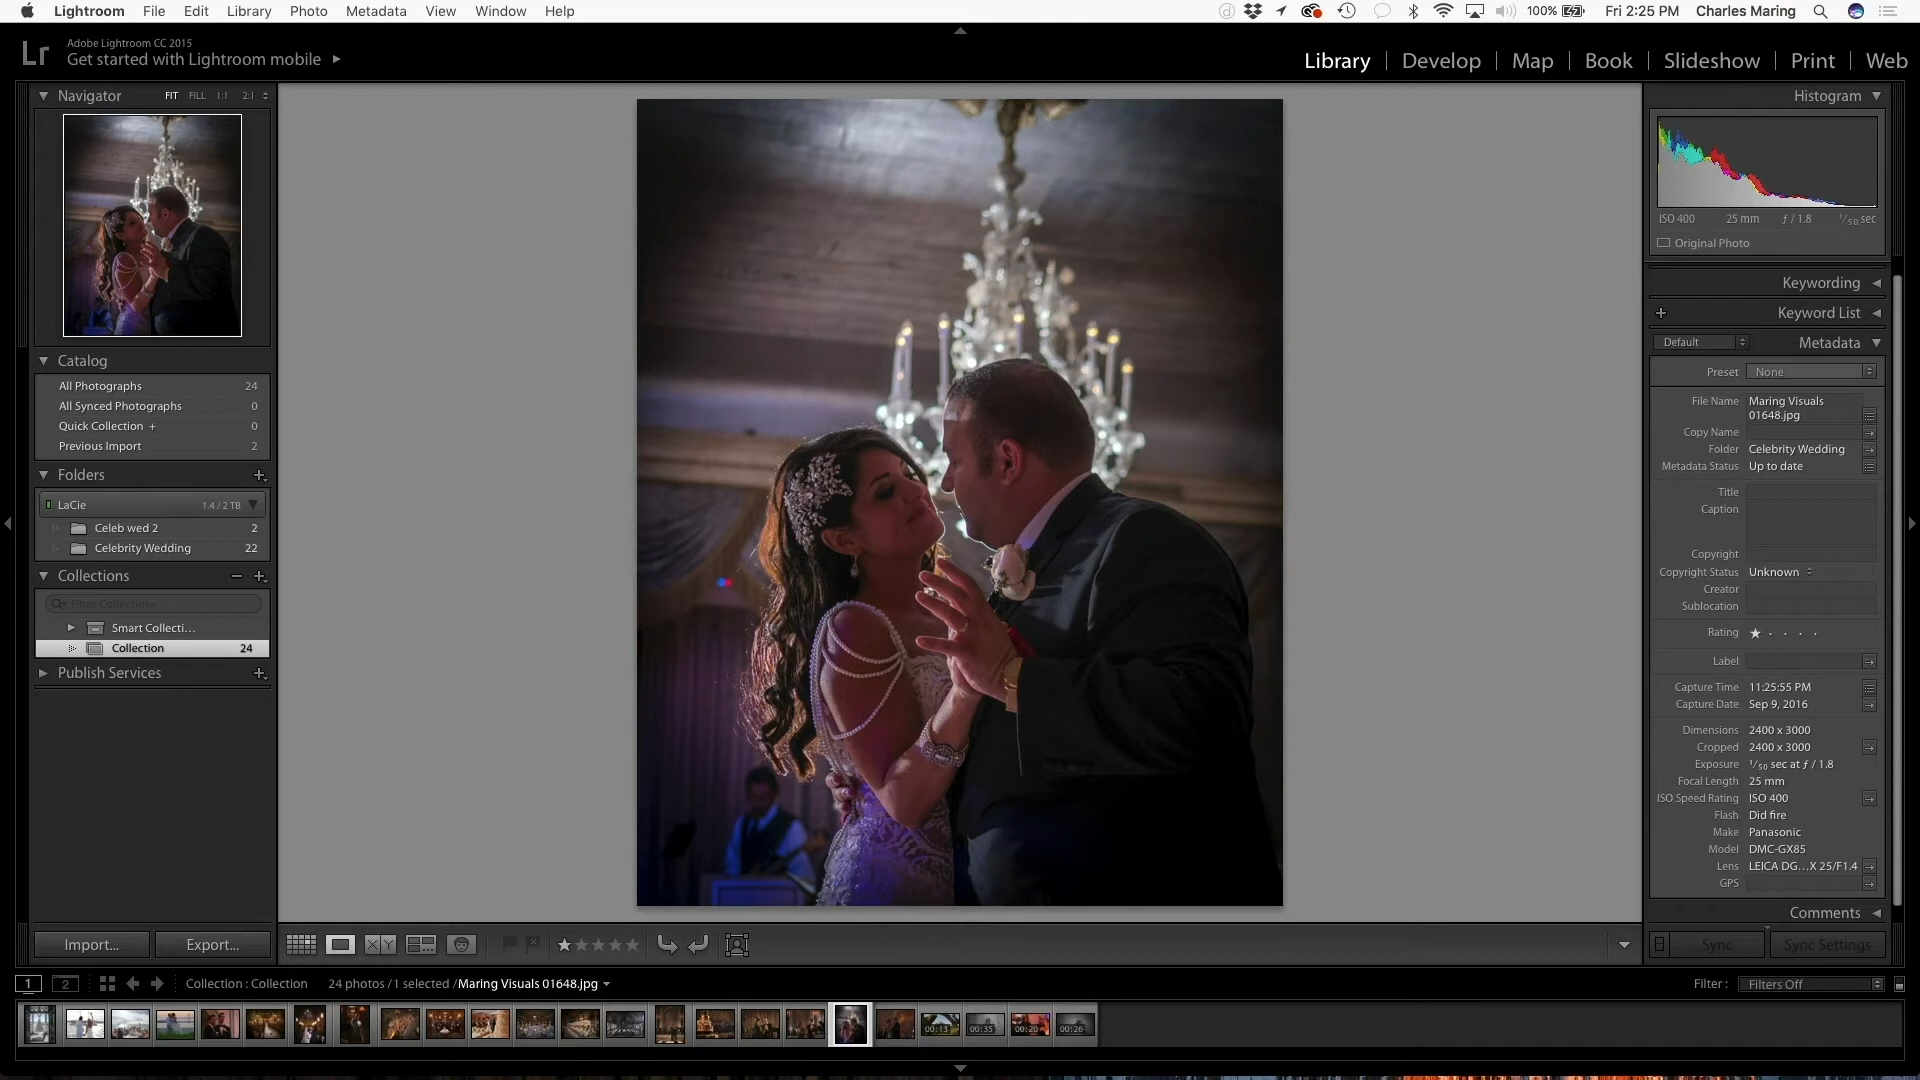 Lightroom File Edit Library Photo Metadata View Window Help 100% Fri 2:25 PM Charles Maring
Lr Adobe Lightroom CC 2015
Get started with Lightroom mobile
Library Develop Map Book Slideshow Print Web
Navigator FIT FILL 1:1 2:1
Catalog
All Photographs 24
All Synced Photographs 0
Quick Collection + 0
Previous Import 2
Folders
LaCie 1.4 / 2 TB
Celeb wed 2 2
Celebrity Wedding 22
Collections
Filter Collections
Smart Collecti...
Collection 24
Publish Services
Import... Export...
Histogram
ISO 400 25 mm ƒ / 1.8 1/50 sec
Original Photo
Keywording
Keyword List
Default Metadata
Preset None
File Name Maring Visuals
01648.jpg
Copy Name
Folder Celebrity Wedding
Metadata Status Up to date
Title
Caption
Copyright
Copyright Status Unknown
Creator
Sublocation
Rating ★ · · · ·
Label
Capture Time 11:25:55 PM
Capture Date Sep 9, 2016
Dimensions 2400 x 3000
Cropped 2400 x 3000
Exposure 1/50 sec at ƒ / 1.8
Focal Length 25 mm
ISO Speed Rating ISO 400
Flash Did fire
Make Panasonic
Model DMC-GX85
Lens LEICA DG...X 25/F1.4
GPS
Comments
Sync Sync Settings
X Y
1 2 Collection : Collection 24 photos / 1 selected / Maring Visuals 01648.jpg Filter : Filters Off
00:13 00:35 00:20 00:26